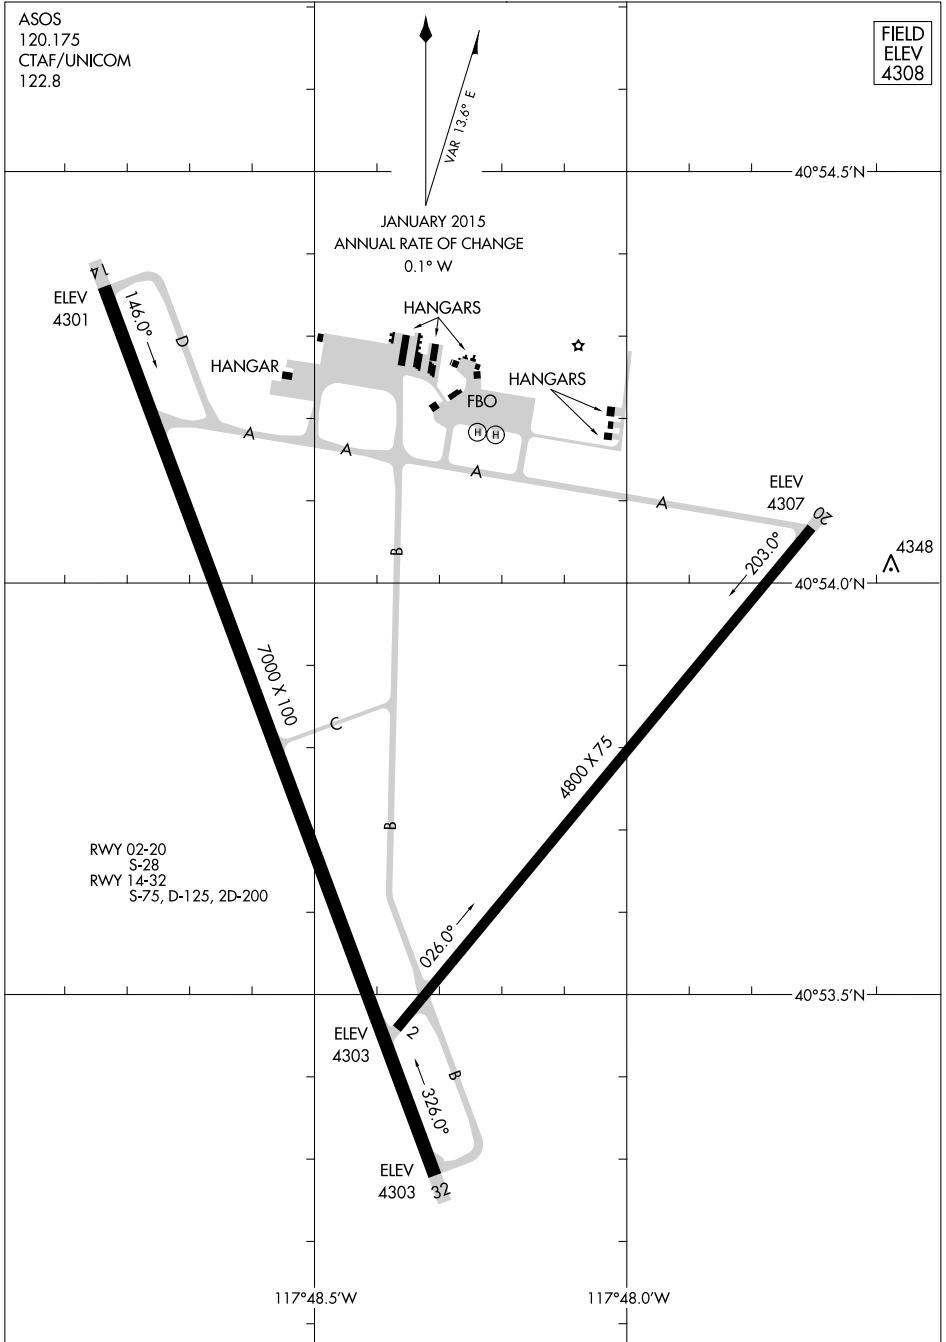 ASOS
120.175
CTAF/UNICOM
122.8
FIELD
ELEV
4308
VAR 13.6° E
40°54.5'N
JANUARY 2015
ANNUAL RATE OF CHANGE
0.1° W
14
ELEV
4301
146.0°
D
HANGARS
HANGAR
HANGARS
FBO
H
H
A
A
A
A
ELEV
4307
20
203.0°
4348
40°54.0'N
B
7000 X 100
C
4800 X 75
B
RWY 02-20
S-28
RWY 14-32
S-75, D-125, 2D-200
026.0°
40°53.5'N
ELEV
4303
2
B
326.0°
ELEV
4303
32
117°48.5'W
117°48.0'W